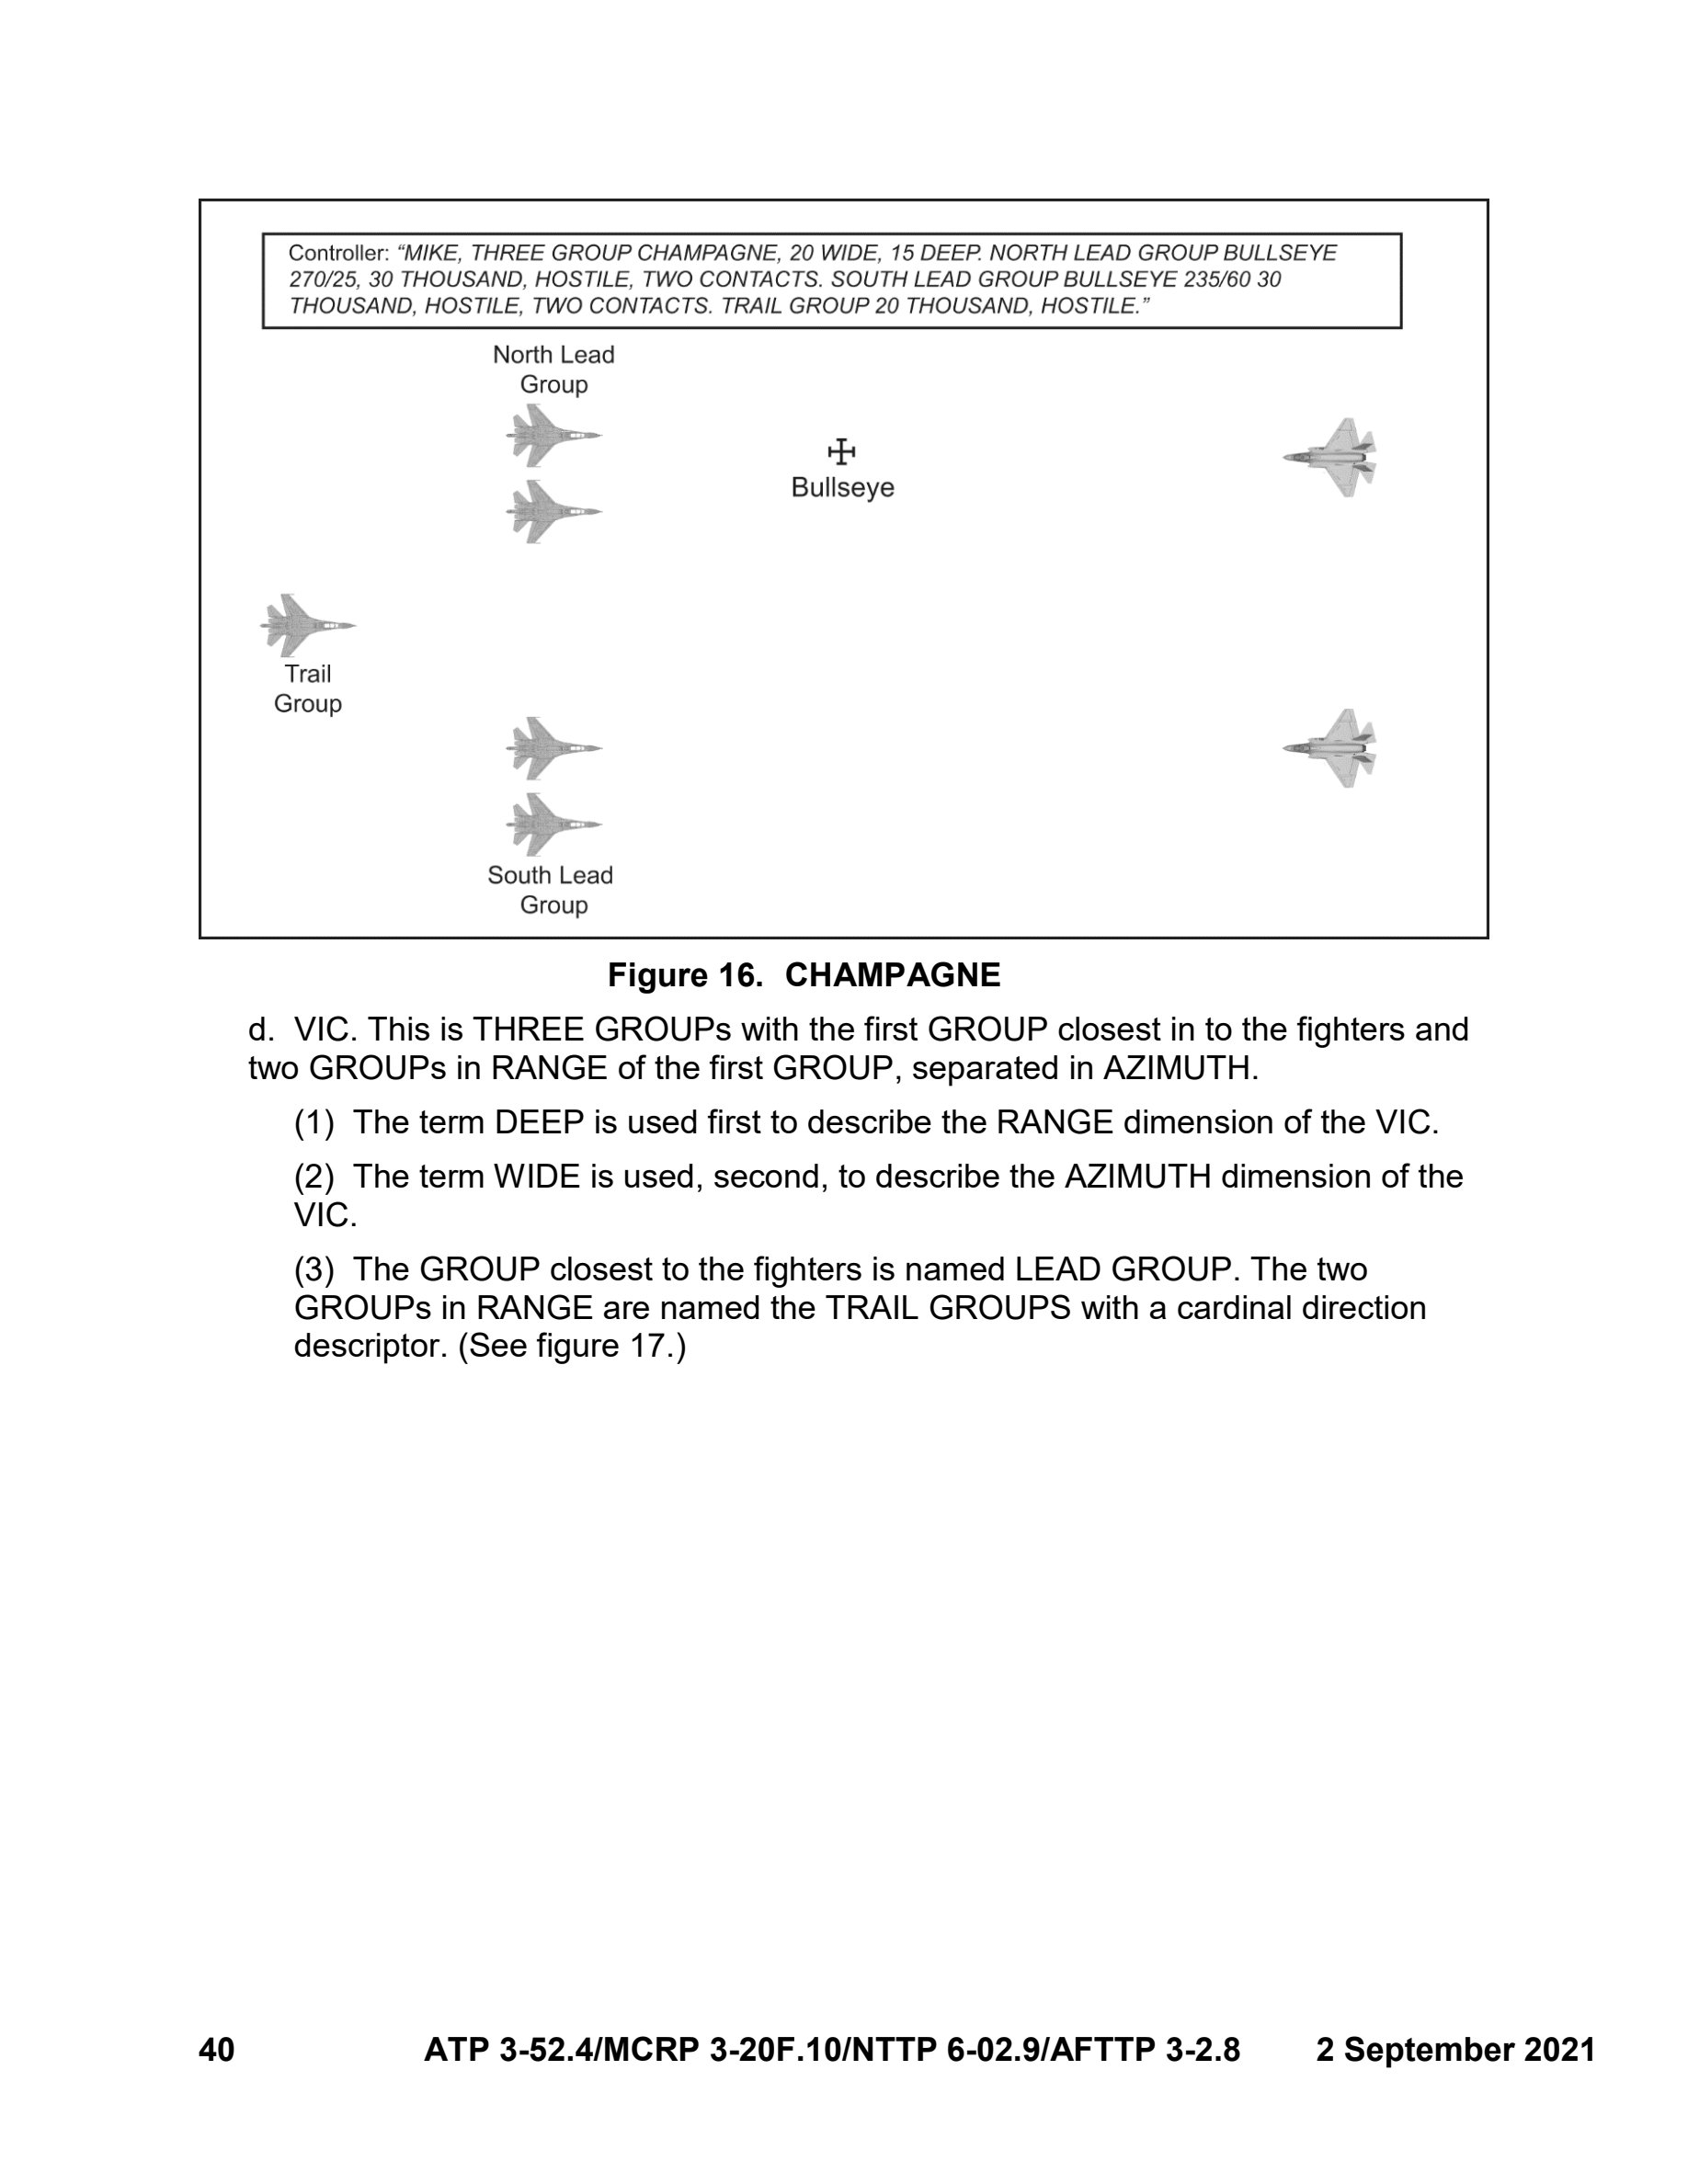 Controller: “MIKE, THREE GROUP CHAMPAGNE, 20 WIDE, 15 DEEP. NORTH LEAD GROUP BULLSEYE
270/25, 30 THOUSAND, HOSTILE, TWO CONTACTS. SOUTH LEAD GROUP BULLSEYE 235/60 30
THOUSAND, HOSTILE, TWO CONTACTS. TRAIL GROUP 20 THOUSAND, HOSTILE.”
North Lead
Group
Bullseye
Trail
Group
South Lead
Group
Figure 16. CHAMPAGNE
d. VIC. This is THREE GROUPs with the first GROUP closest in to the fighters and
two GROUPs in RANGE of the first GROUP, separated in AZIMUTH.
(1) The term DEEP is used first to describe the RANGE dimension of the VIC.
(2) The term WIDE is used, second, to describe the AZIMUTH dimension of the
VIC.
(3) The GROUP closest to the fighters is named LEAD GROUP. The two
GROUPs in RANGE are named the TRAIL GROUPS with a cardinal direction
descriptor. (See figure 17.)
40 ATP 3-52.4/MCRP 3-20F.10/NTTP 6-02.9/AFTTP 3-2.8 2 September 2021